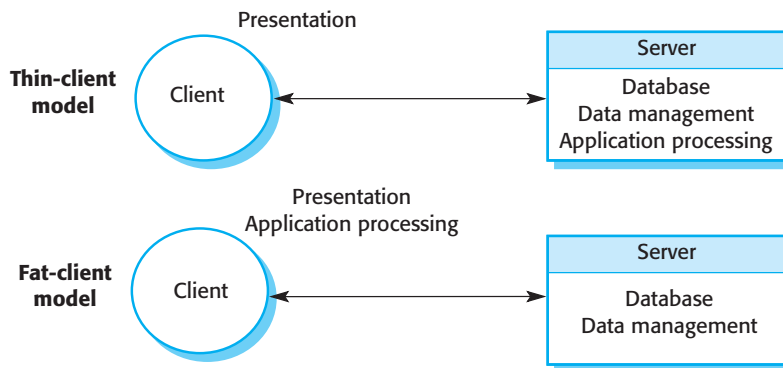 Presentation
Thin-client
model
Client
Server
Database
Data management
Application processing
Presentation
Application processing
Fat-client
model
Client
Server
Database
Data management